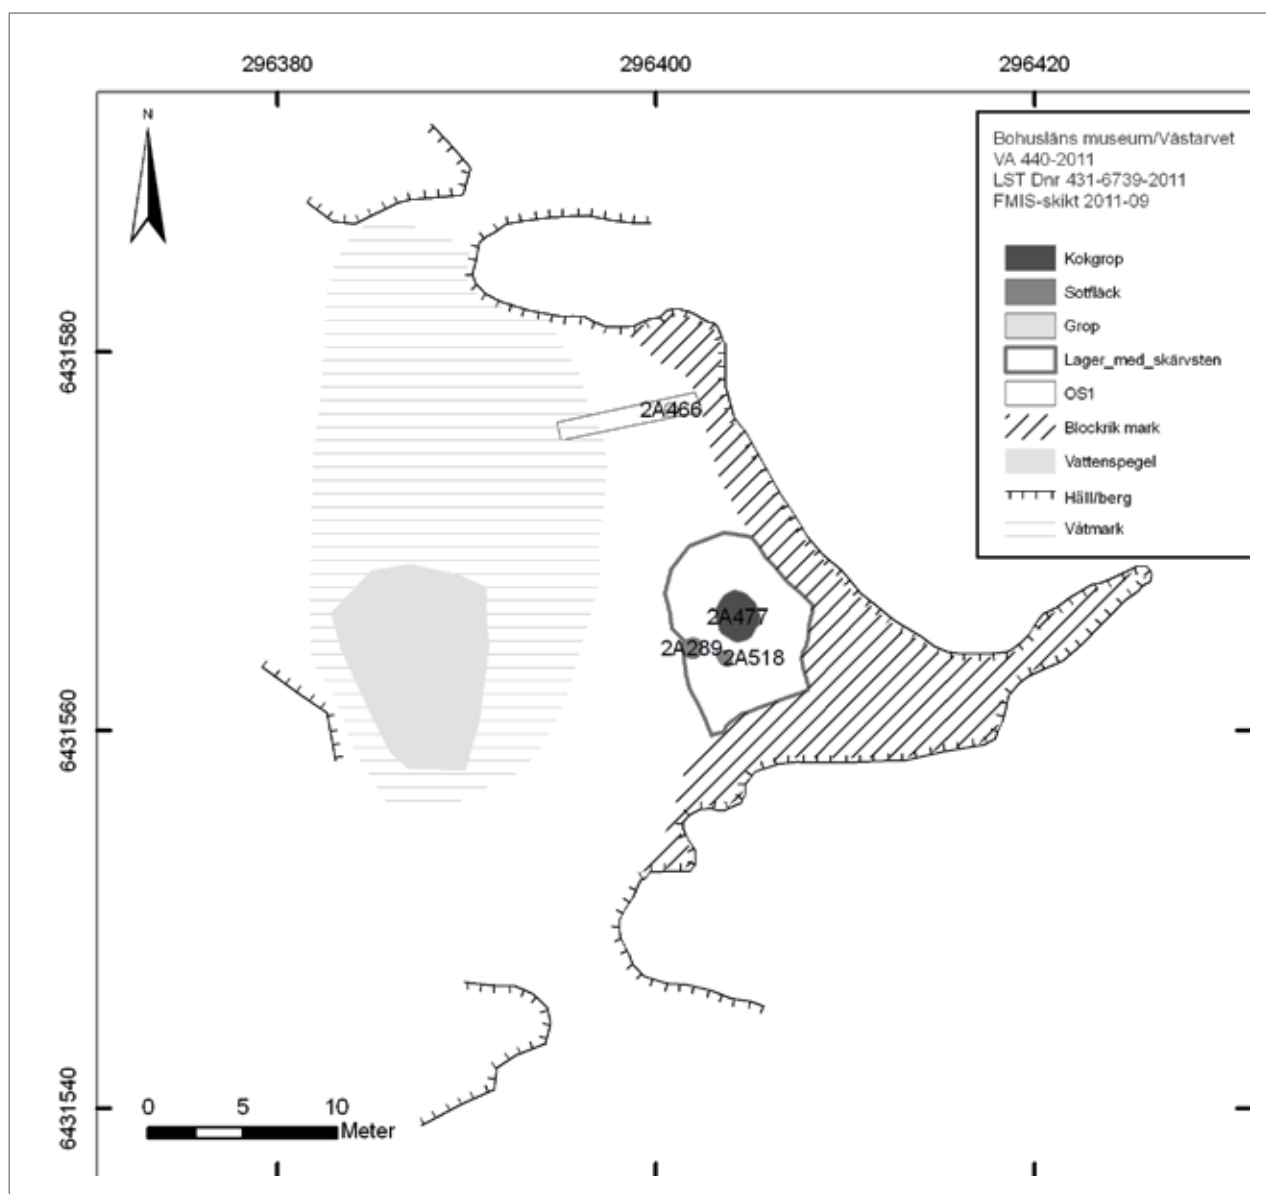 296380 296400 296420
N
Bohusläns museum/Västarvet
VA 440-2011
LST Dnr 431-6739-2011
FMIS-skikt 2011-09
Kokgrop
Sotfläck
Grop
Lager_med_skärvsten
OS1
Blockrik mark
Vattenspegel
Häll/berg
Våtmark
6431580
2A466
2A477
2A289
2A518
6431560
6431540
0 5 10
Meter